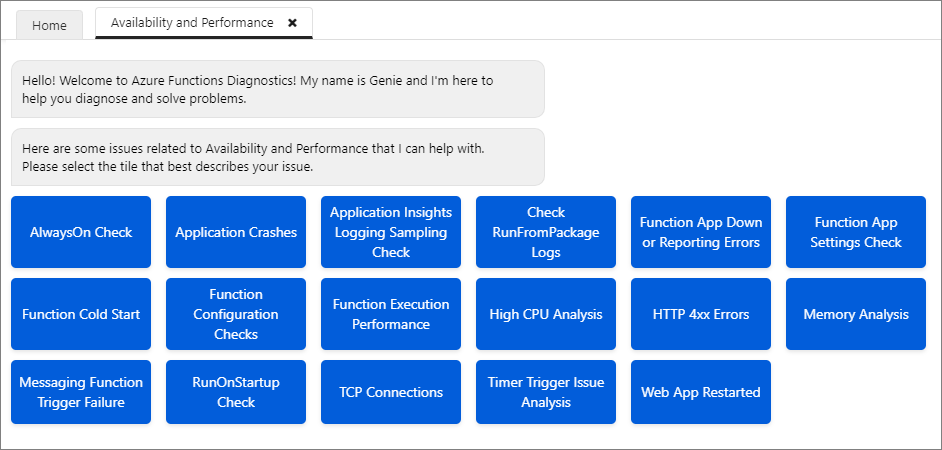 Home
Availability and Performance ✖
Hello! Welcome to Azure Functions Diagnostics! My name is Genie and I'm here to
help you diagnose and solve problems.
Here are some issues related to Availability and Performance that I can help with.
Please select the tile that best describes your issue.
AlwaysOn Check
Application Crashes
Application Insights
Logging Sampling
Check
Check
RunFromPackage
Logs
Function App Down
or Reporting Errors
Function App
Settings Check
Function Cold Start
Function
Configuration
Checks
Function Execution
Performance
High CPU Analysis
HTTP 4xx Errors
Memory Analysis
Messaging Function
Trigger Failure
RunOnStartup
Check
TCP Connections
Timer Trigger Issue
Analysis
Web App Restarted